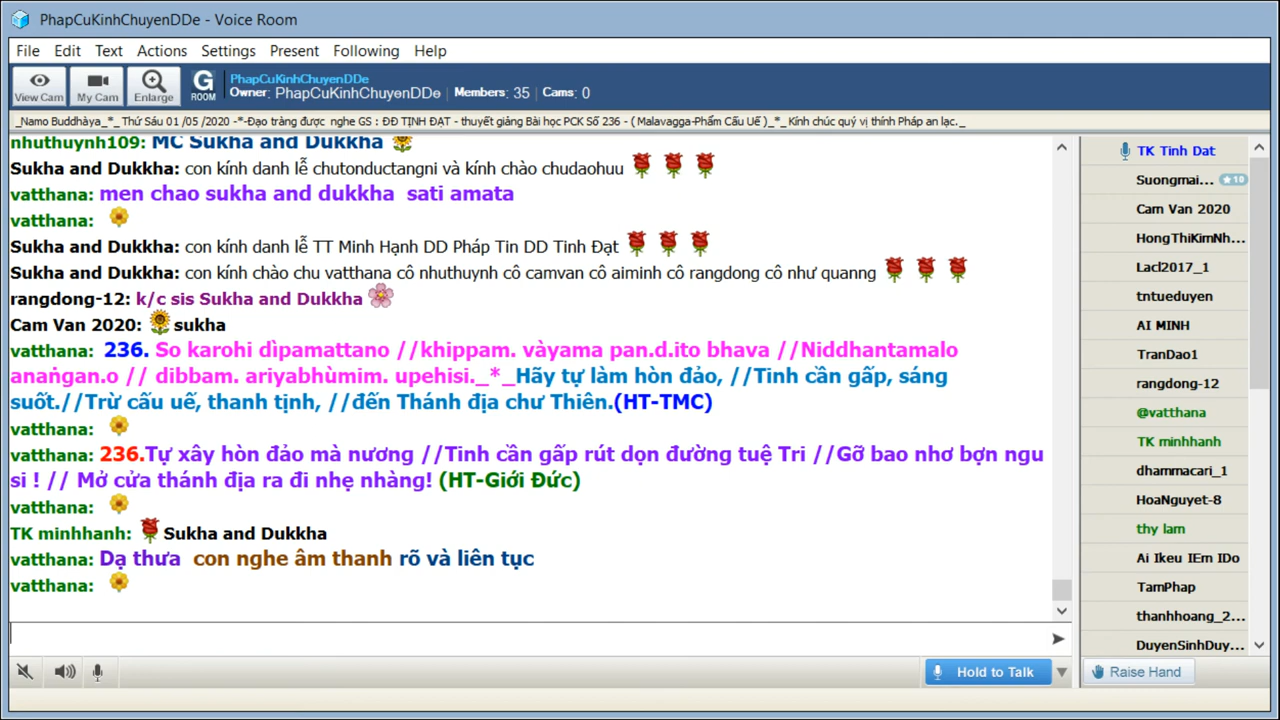 PhapCuKinhChuyenDDe - Voice Room
File Edit Text Actions Settings Present Following Help
View Cam My Cam Enlarge G ROOM
PhapCuKinhChuyenDDe
Owner: PhapCuKinhChuyenDDe Members: 35 Cams: 0
_Namo Buddhàya_*_ Thứ Sáu 01 /05 /2020 -*-Đạo tràng được nghe GS : ĐĐ TỊNH ĐẠT - thuyết giảng Bài học PCK Số 236 - ( Malavagga-Phẩm Cấu Uế )_*_ Kính chúc quý vị thính Pháp an lạc._
nhuthuynh109: MC Sukha and Dukkha
Sukha and Dukkha: con kính danh lễ chutonductangni và kính chào chudaohuu
vatthana: men chao sukha and dukkha sati amata
vatthana:
Sukha and Dukkha: con kính danh lễ TT Minh Hạnh DD Pháp Tin DD Tinh Đạt
Sukha and Dukkha: con kính chào chu vatthana cô nhuthuynh cô camvan cô aiminh cô rangdong cô như quanng
rangdong-12: k/c sis Sukha and Dukkha
Cam Van 2020: sukha
vatthana: 236. So karohi dìpamattano //khippam. vàyama pan.d.ito bhava //Niddhantamalo
anaṅgan.o // dibbam. ariyabhùmim. upehisi._*_Hãy tự làm hòn đảo, //Tinh cần gấp, sáng
suốt.//Trừ cấu uế, thanh tịnh, //đến Thánh địa chư Thiên.(HT-TMC)
vatthana:
vatthana: 236.Tự xây hòn đảo mà nương //Tinh cần gấp rút dọn đường tuệ Tri //Gỡ bao nhơ bợn ngu
si ! // Mở cửa thánh địa ra đi nhẹ nhàng! (HT-Giới Đức)
vatthana:
TK minhhanh: Sukha and Dukkha
vatthana: Dạ thưa con nghe âm thanh rõ và liên tục
vatthana:
Hold to Talk
TK Tinh Dat
Suongmai... ★10
Cam Van 2020
HongThiKimNh...
Lacl2017_1
tntueduyen
AI MINH
TranDao1
rangdong-12
@vatthana
TK minhhanh
dhammacari_1
HoaNguyet-8
thy lam
Ai Ikeu IEm IDo
TamPhap
thanhhoang_2...
DuyenSinhDuy...
Raise Hand